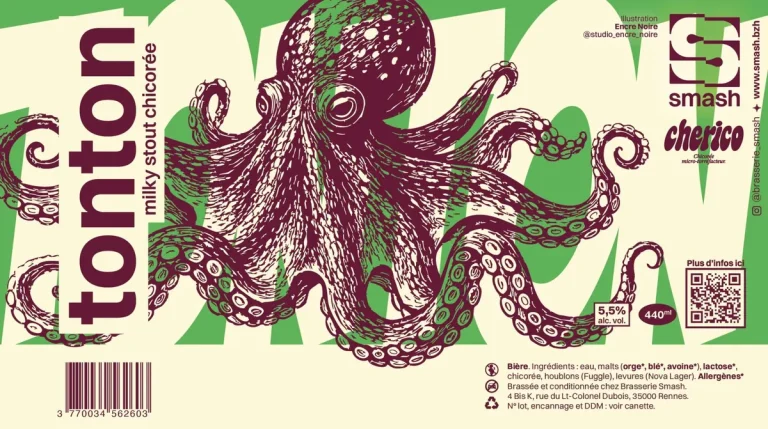 tonton
milky stout chicorée
Illustration
Encre Noire
@studio_encre_noire
smash
cherico
Chicorée
micro-torréfacteur
@brasserie_smash ✦ www.smash.bzh
Plus d'infos ici
5,5%
alc. vol.
440ml
Bière. Ingrédients : eau, malts (orge*, blé*, avoine*), lactose*,
chicorée, houblons (Fuggle), levures (Nova Lager). Allergènes*
Brassée et conditionnée chez Brasserie Smash.
4 Bis K, rue du Lt-Colonel Dubois, 35000 Rennes.
N° lot, encannage et DDM : voir canette.
3 770034 562603